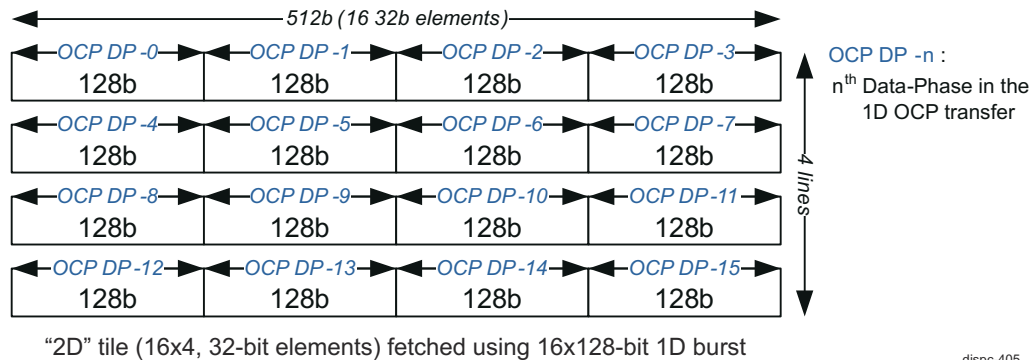 512b (16 32b elements)
OCP DP -0 OCP DP -1 OCP DP -2 OCP DP -3
128b 128b 128b 128b
OCP DP -4 OCP DP -5 OCP DP -6 OCP DP -7
128b 128b 128b 128b
OCP DP -8 OCP DP -9 OCP DP -10 OCP DP -11
128b 128b 128b 128b
OCP DP -12 OCP DP -13 OCP DP -14 OCP DP -15
128b 128b 128b 128b
4 lines
OCP DP -n :
nth Data-Phase in the
1D OCP transfer
“2D” tile (16x4, 32-bit elements) fetched using 16x128-bit 1D burst